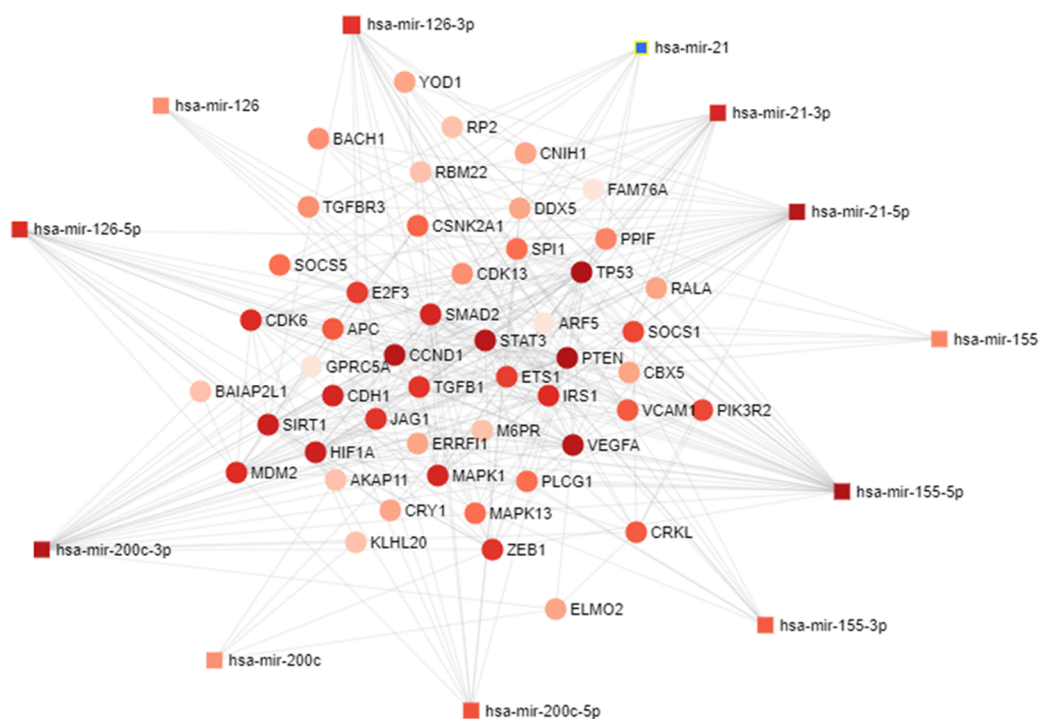 hsa-mir-126-3p
hsa-mir-21
YOD1
hsa-mir-126
hsa-mir-21-3p
RP2
BACH1
CNIH1
RBM22
FAM76A
TGFBR3
DDX5
hsa-mir-21-5p
CSNK2A1
hsa-mir-126-5p
SPI1
PPIF
SOCS5
CDK13
TP53
E2F3
RALA
CDK6
SMAD2
APC
ARF5
SOCS1
STAT3
hsa-mir-155
CCND1
PTEN
GPRC5A
ETS1
CBX5
BAIAP2L1
TGFB1
CDH1
IRS1
VCAM1
PIK3R2
JAG1
SIRT1
M6PR
ERRFI1
VEGFA
HIF1A
MDM2
AKAP11
MAPK1
PLCG1
hsa-mir-155-5p
CRY1
MAPK13
CRKL
KLHL20
hsa-mir-200c-3p
ZEB1
ELMO2
hsa-mir-155-3p
hsa-mir-200c
hsa-mir-200c-5p